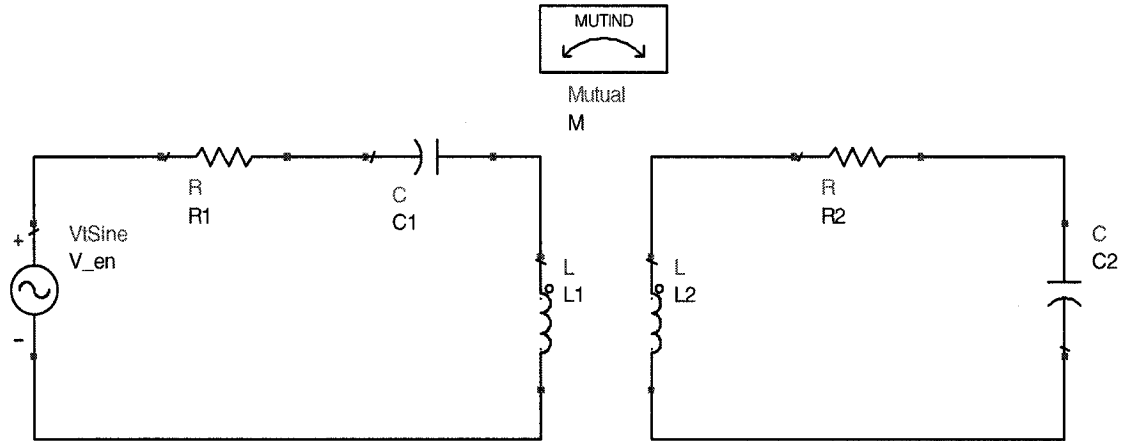 MUTIND
Mutual
M
R
R1
C
C1
R
R2
+
VtSine
V_en
-
L
L1
L
L2
C
C2